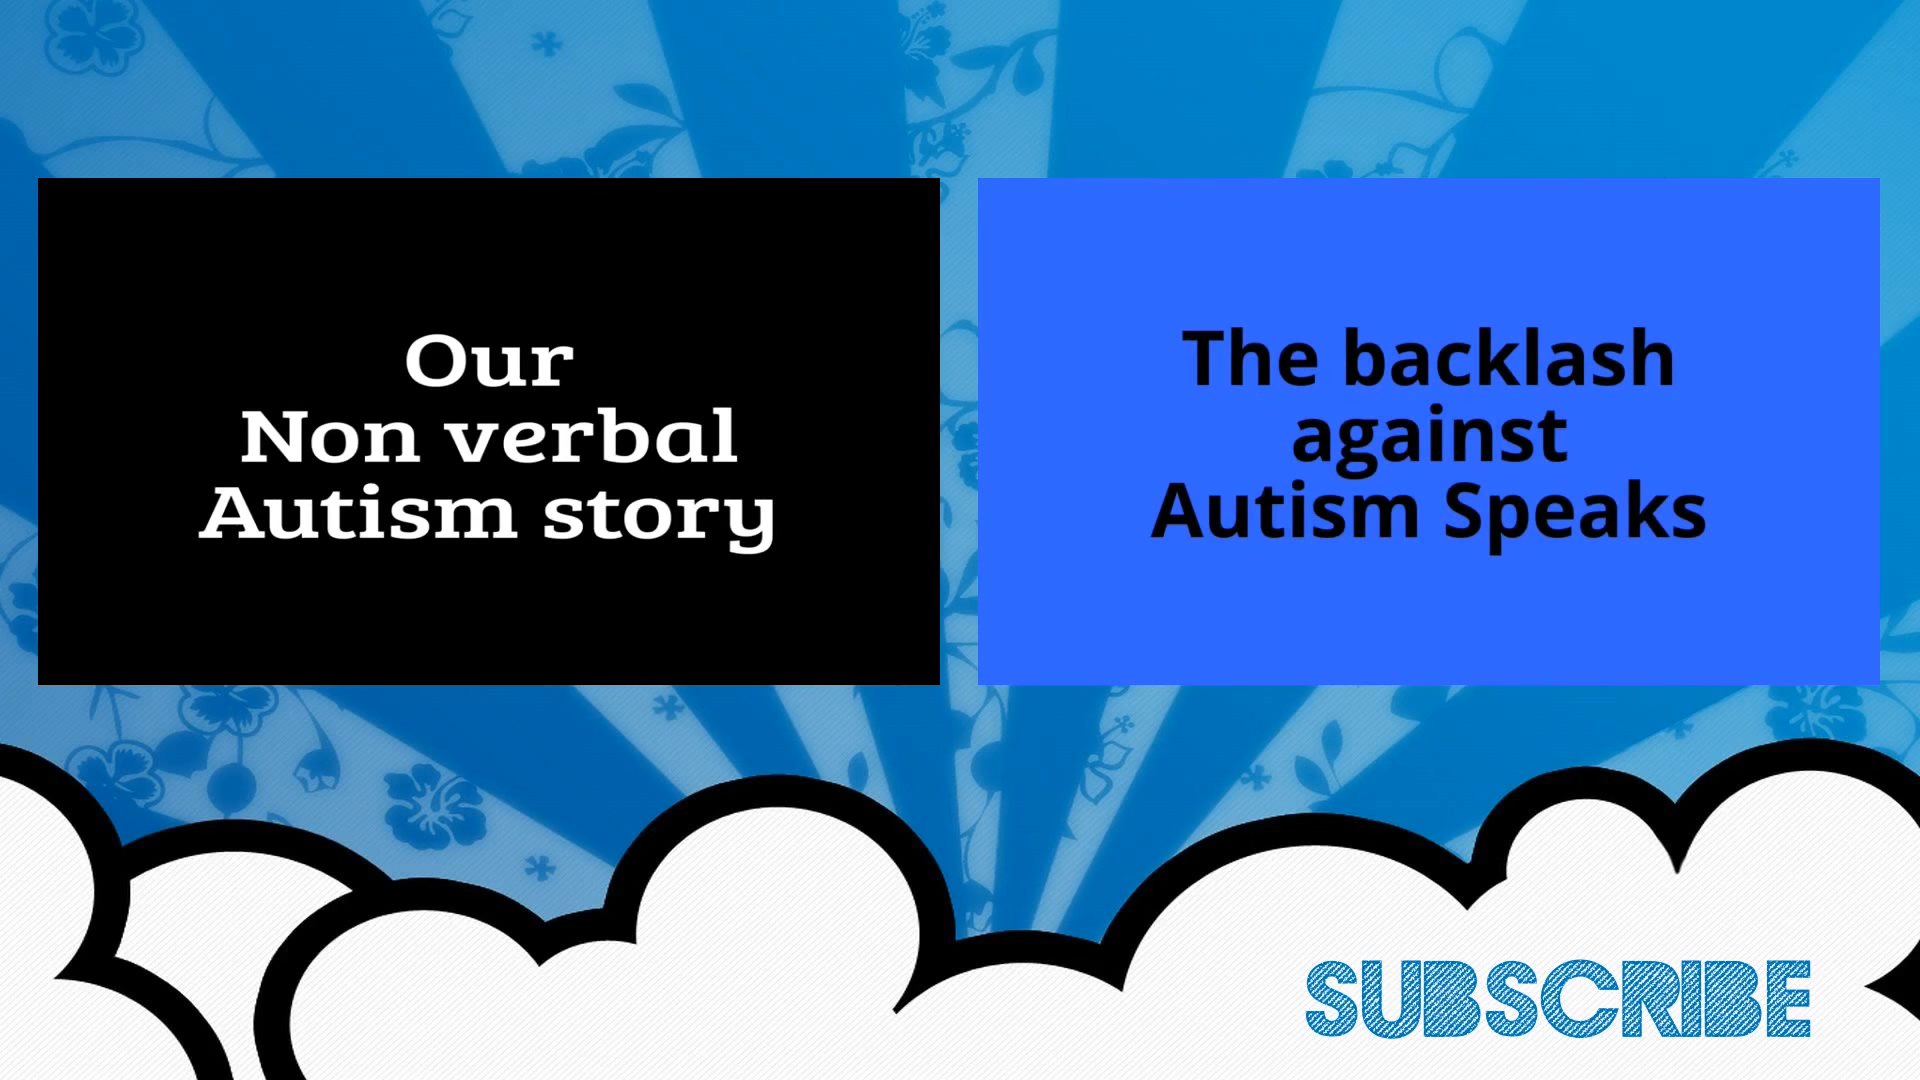 Our
Non verbal
Autism story
The backlash
against
Autism Speaks
SUBSCRIBE